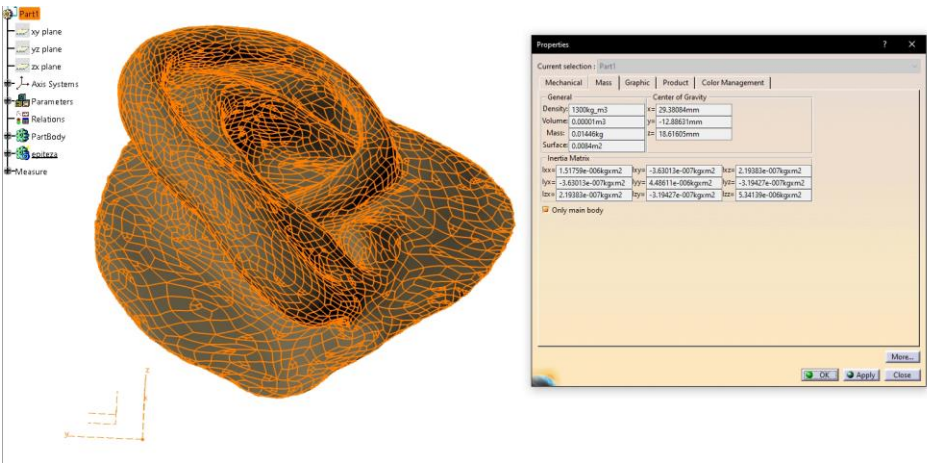 Part1
xy plane
yz plane
zx plane
Axis Systems
Parameters
Relations
PartBody
epiteza
Measure
Properties ? X
Current selection : Part1
Mechanical Mass Graphic Product Color Management
General Center of Gravity
Density: 1300kg_m3 x= 29.38084mm
Volume: 0.00001m3 y= -12.88631mm
Mass: 0.01446kg z= 18.61605mm
Surface: 0.0084m2
Inertia Matrix
Ixx= 1.51759e-006kgxm2 Ixy= -3.63013e-007kgxm2 Ixz= 2.19383e-007kgxm2
Iyx= -3.63013e-007kgxm2 Iyy= 4.48611e-006kgxm2 Iyz= -3.19427e-007kgxm2
Izx= 2.19383e-007kgxm2 Izy= -3.19427e-007kgxm2 Izz= 5.34139e-006kgxm2
Only main body
More...
OK Apply Close
y